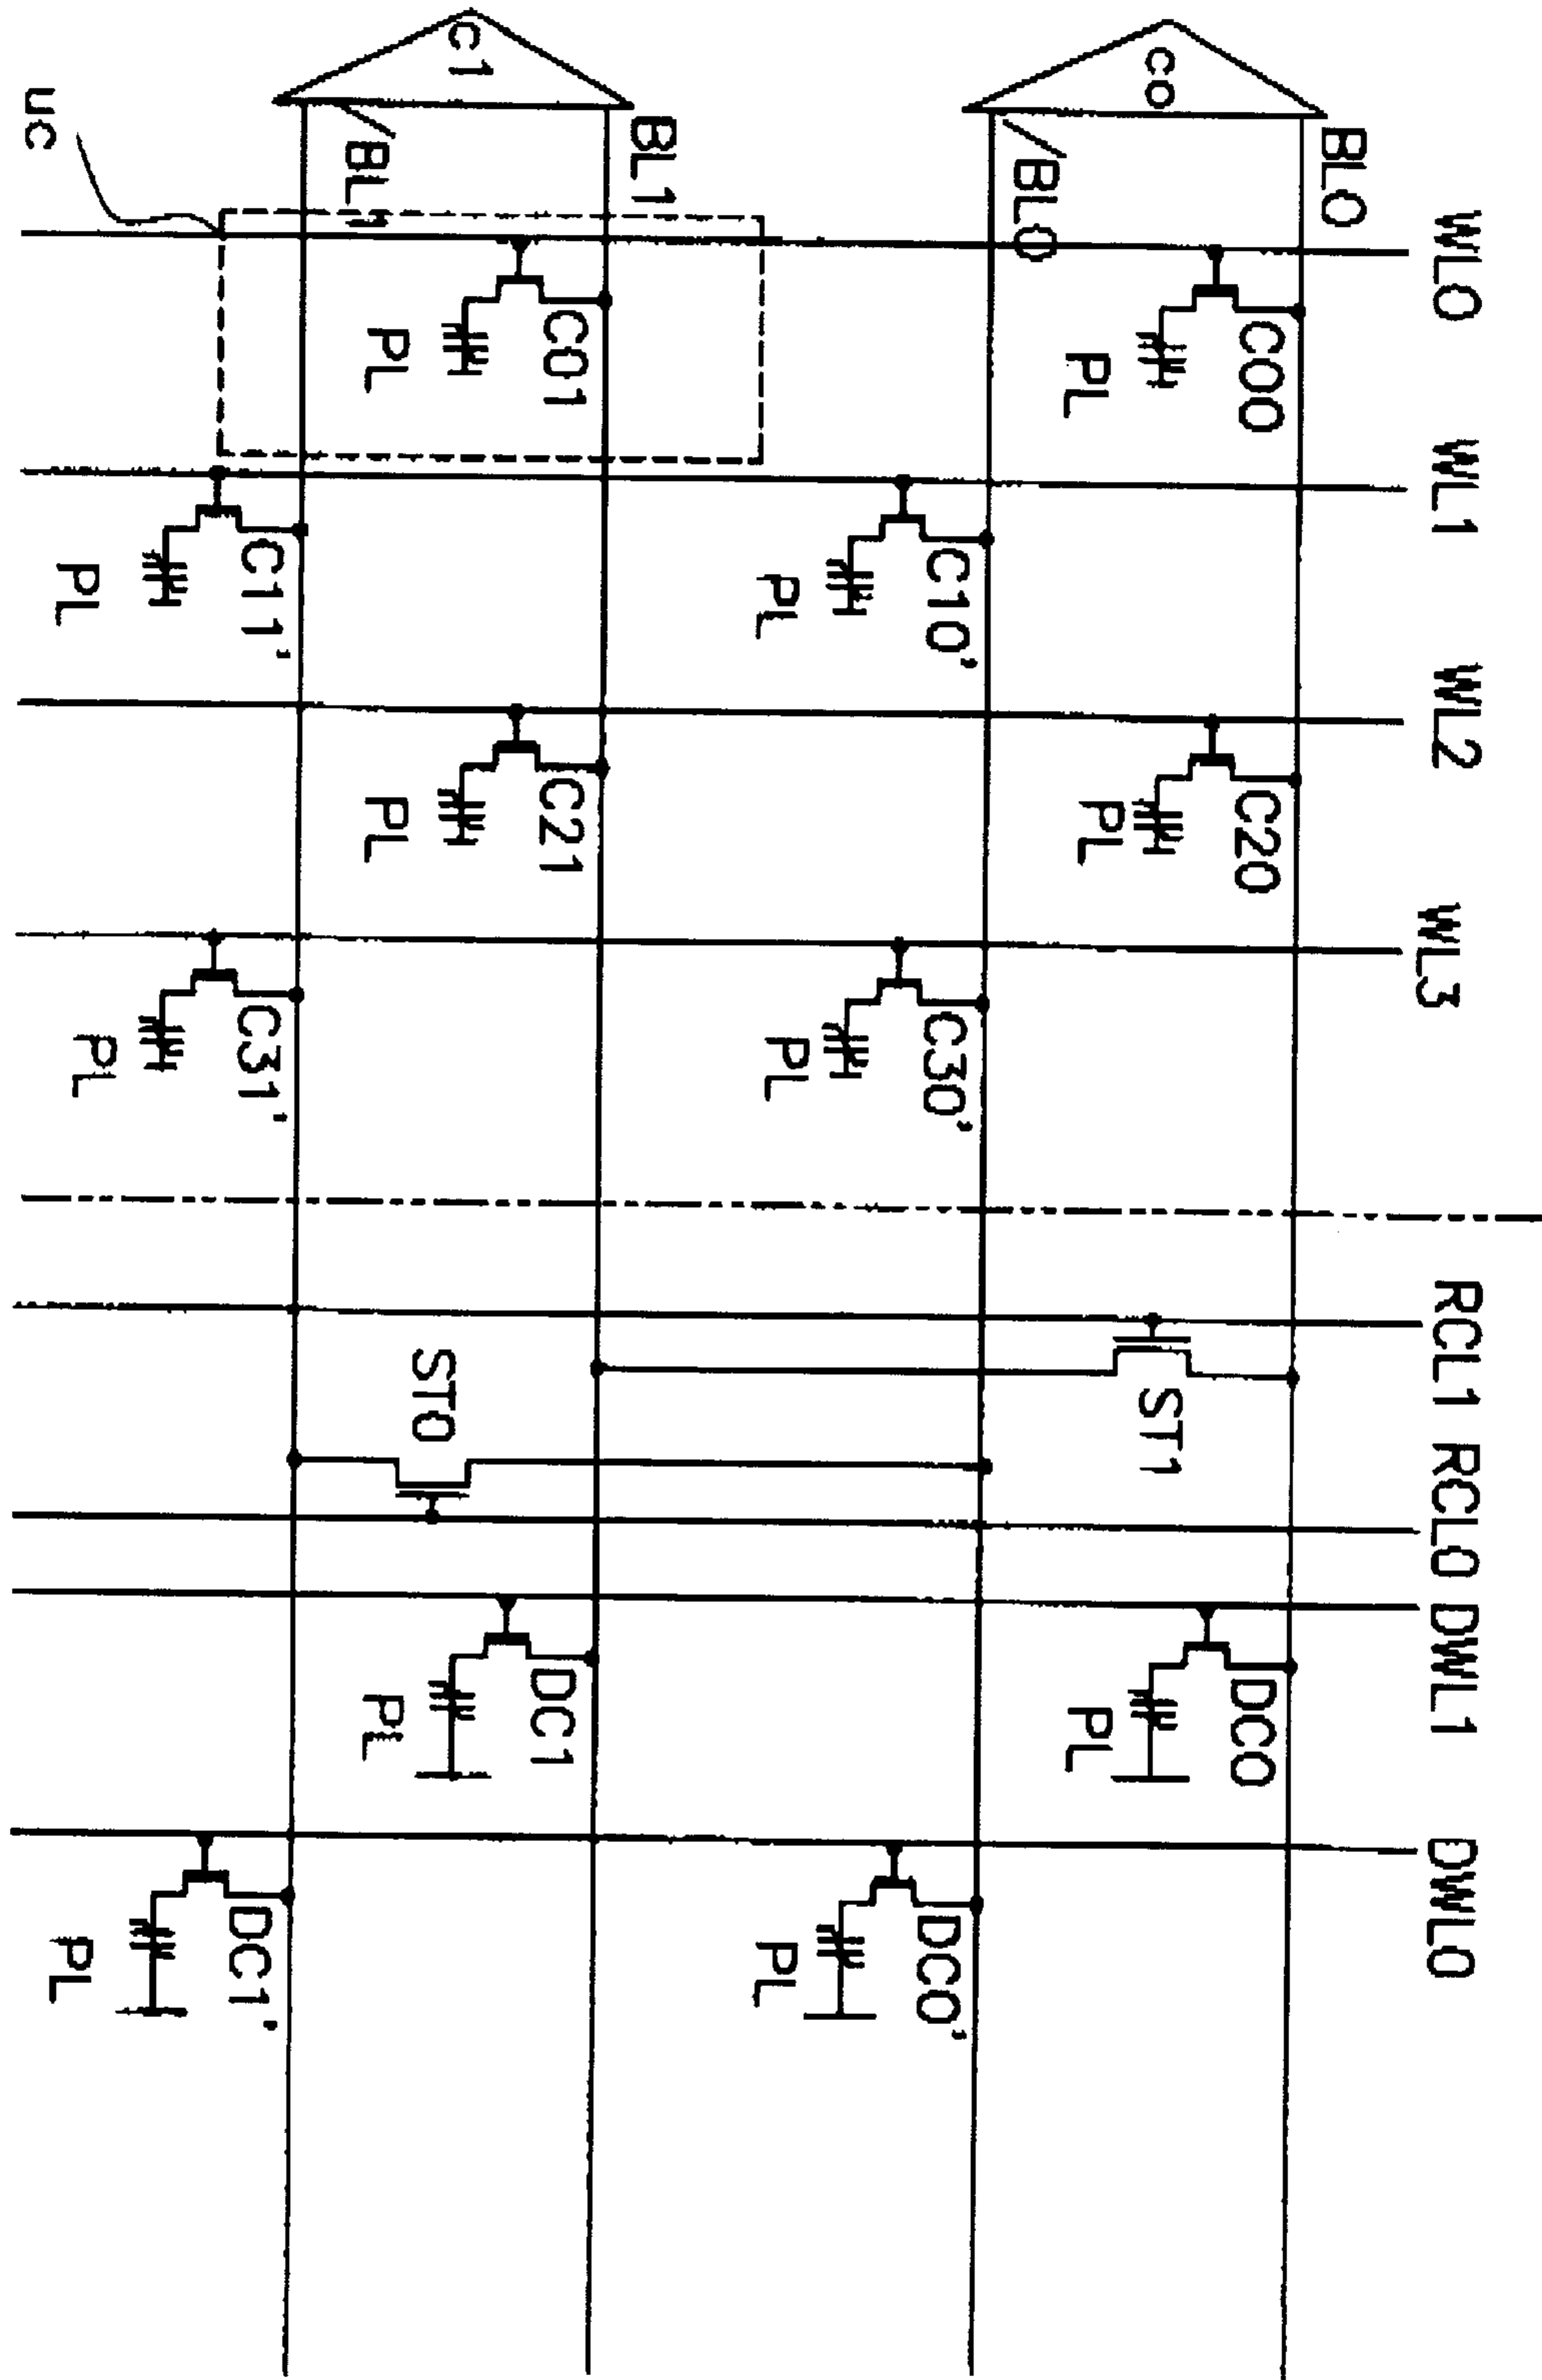 WL0
WL1
WL2
WL3
RCL1
RCL0
DWL1
DWL0
BL0
c0
/BL0
BL1
c1
/BL1
uc
C00
PL
C20
PL
ST1
DC0
PL
C10'
PL
C30'
PL
DC0'
PL
C01
PL
C21
PL
ST0
DC1
PL
C11'
PL
C31'
PL
DC1'
PL